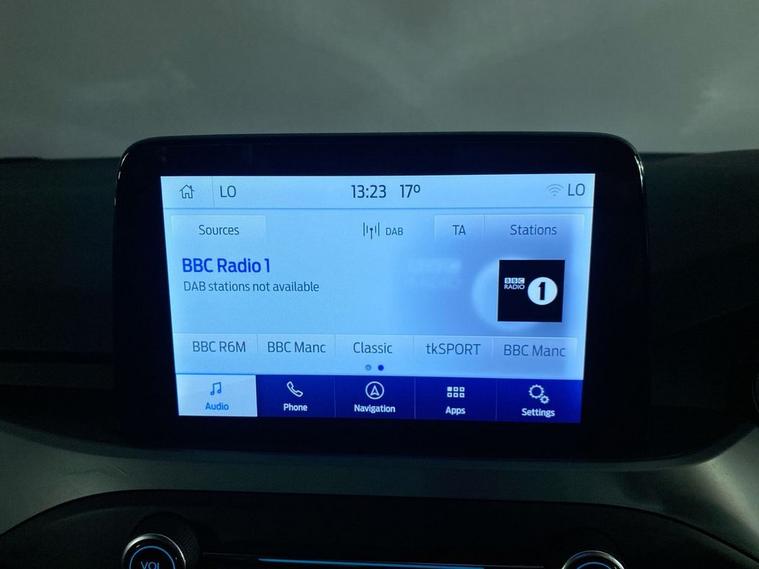 LO 13:23 17° LO
Sources DAB TA Stations
BBC Radio 1
DAB stations not available
BBC RADIO 1
BBC R6M BBC Manc Classic tkSPORT BBC Manc
Audio Phone Navigation Apps Settings
VOL